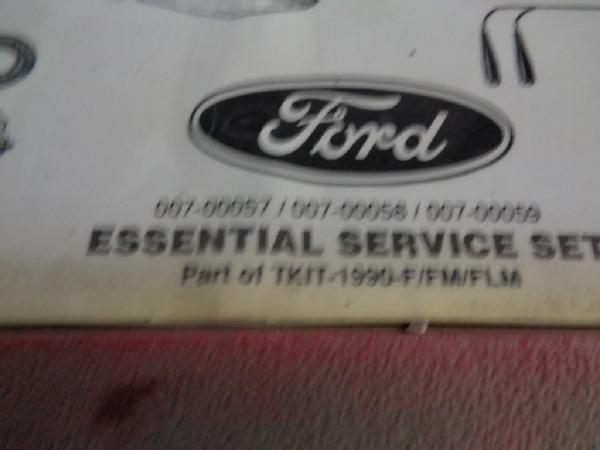 Ford
007-00057 / 007-00058 / 007-00059
ESSENTIAL SERVICE SET
Part of TKIT-1990-F/FM/FLM